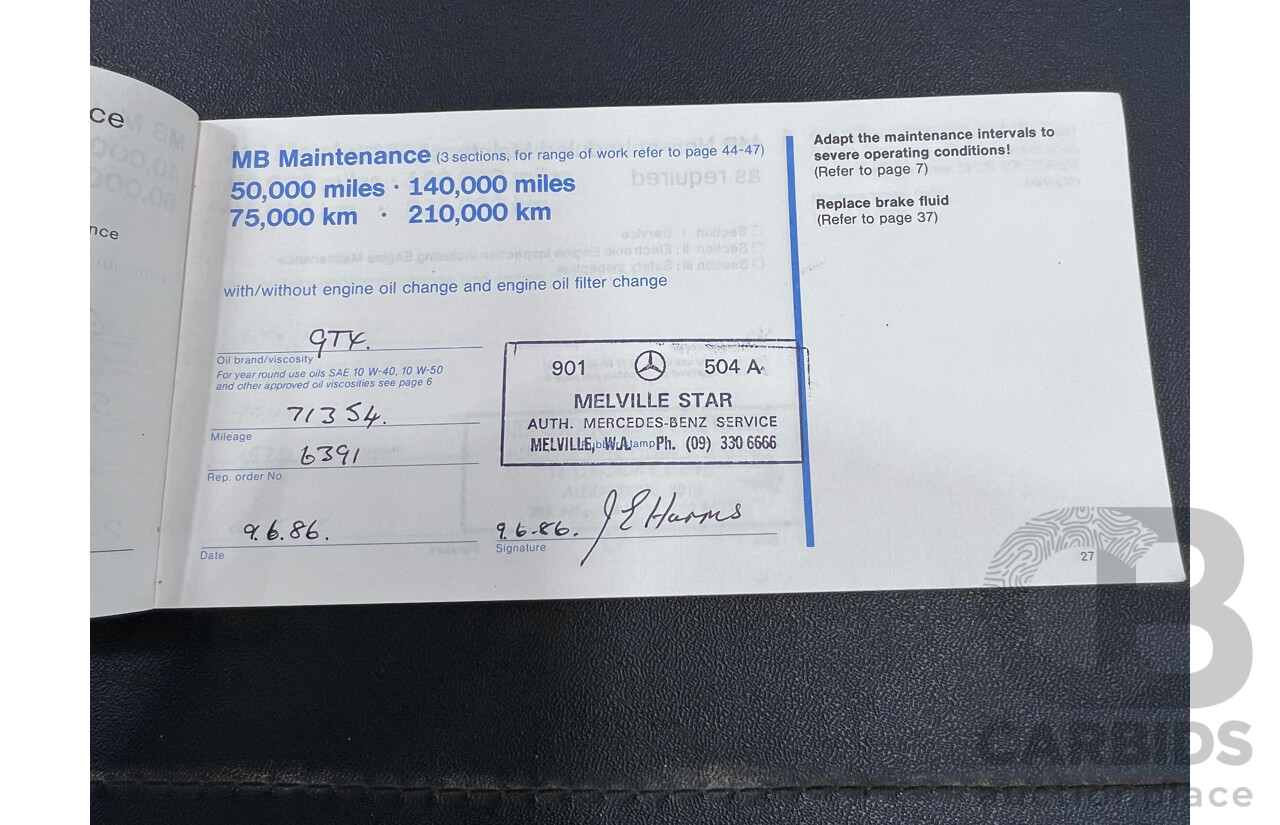 ce
nce
MB Maintenance (3 sections, for range of work refer to page 44-47)
50,000 miles · 140,000 miles
75,000 km · 210,000 km
with/without engine oil change and engine oil filter change
GTX.
Oil brand/viscosity
For year round use oils SAE 10 W-40, 10 W-50
and other approved oil viscosities see page 6
71354.
Mileage
6391
Rep. order No
9.6.86.
Date
901 504 A
MELVILLE STAR
AUTH. MERCEDES-BENZ SERVICE
MELVILLE, W.A. Ph. (09) 330 6666
9.6.86. J E Harms
Signature
Adapt the maintenance intervals to
severe operating conditions!
(Refer to page 7)
Replace brake fluid
(Refer to page 37)
27
CARBIDS